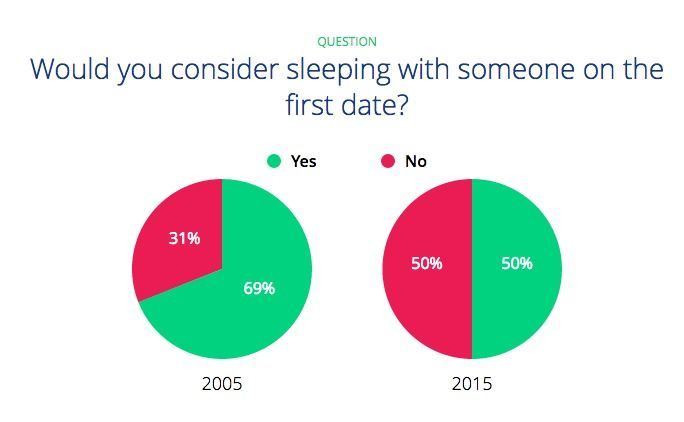 QUESTION
Would you consider sleeping with someone on the
first date?
Yes No
31%
69%
50% 50%
2005 2015